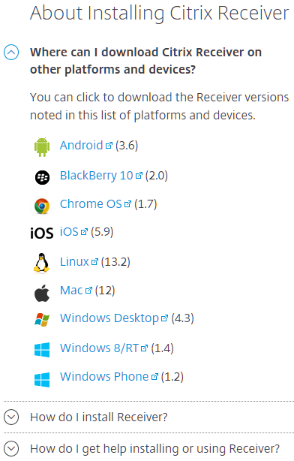 About Installing Citrix Receiver
Where can I download Citrix Receiver on
other platforms and devices?
You can click to download the Receiver versions
noted in this list of platforms and devices.
Android (3.6)
BlackBerry 10 (2.0)
Chrome OS (1.7)
iOS iOS (5.9)
Linux (13.2)
Mac (12)
Windows Desktop (4.3)
Windows 8/RT (1.4)
Windows Phone (1.2)
How do I install Receiver?
How do I get help installing or using Receiver?